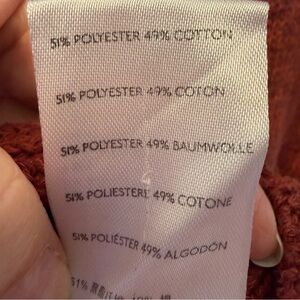 51% POLYESTER 49% COTTON
51% POLYESTER 49% COTON
51% POLYESTER 49% BAUMWOLLE
51% POLIESTERE 49% COTONE
51% POLIÉSTER 49% ALGODÓN
51%